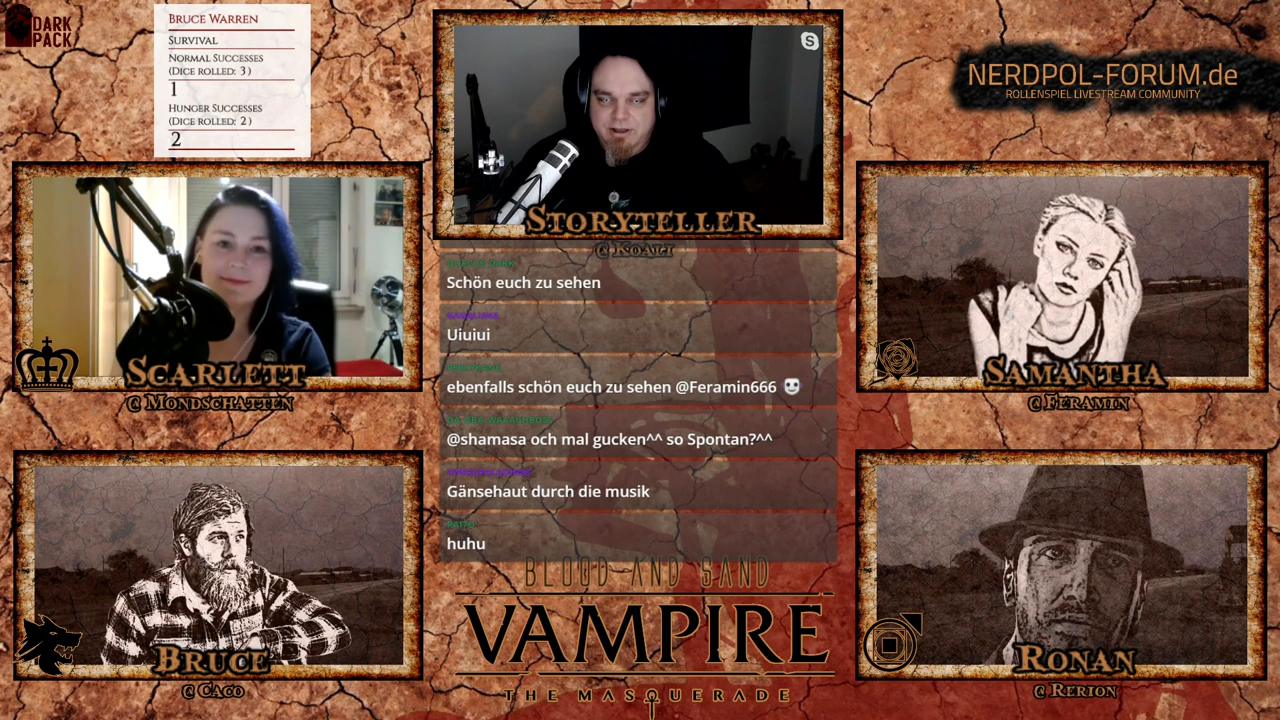 DARK
PACK
Bruce Warren
Survival
Normal Successes
(Dice rolled: 3)
1
Hunger Successes
(Dice rolled: 2)
2
NERDPOL-FORUM.de
ROLLENSPIEL LIVESTREAM COMMUNITY
Storyteller
@ Koali
Schön euch zu sehen
Uiuiui
ebenfalls schön euch zu sehen @Feramin666
@shamasa och mal gucken^^ so Spontan?^^
Gänsehaut durch die musik
huhu
Scarlett
@ Mondschatten
Samantha
@ Feramin
Bruce
@ Caco
BLOOD AND SAND
VAMPIRE
THE MASQUERADE
Ronan
@ Rerion